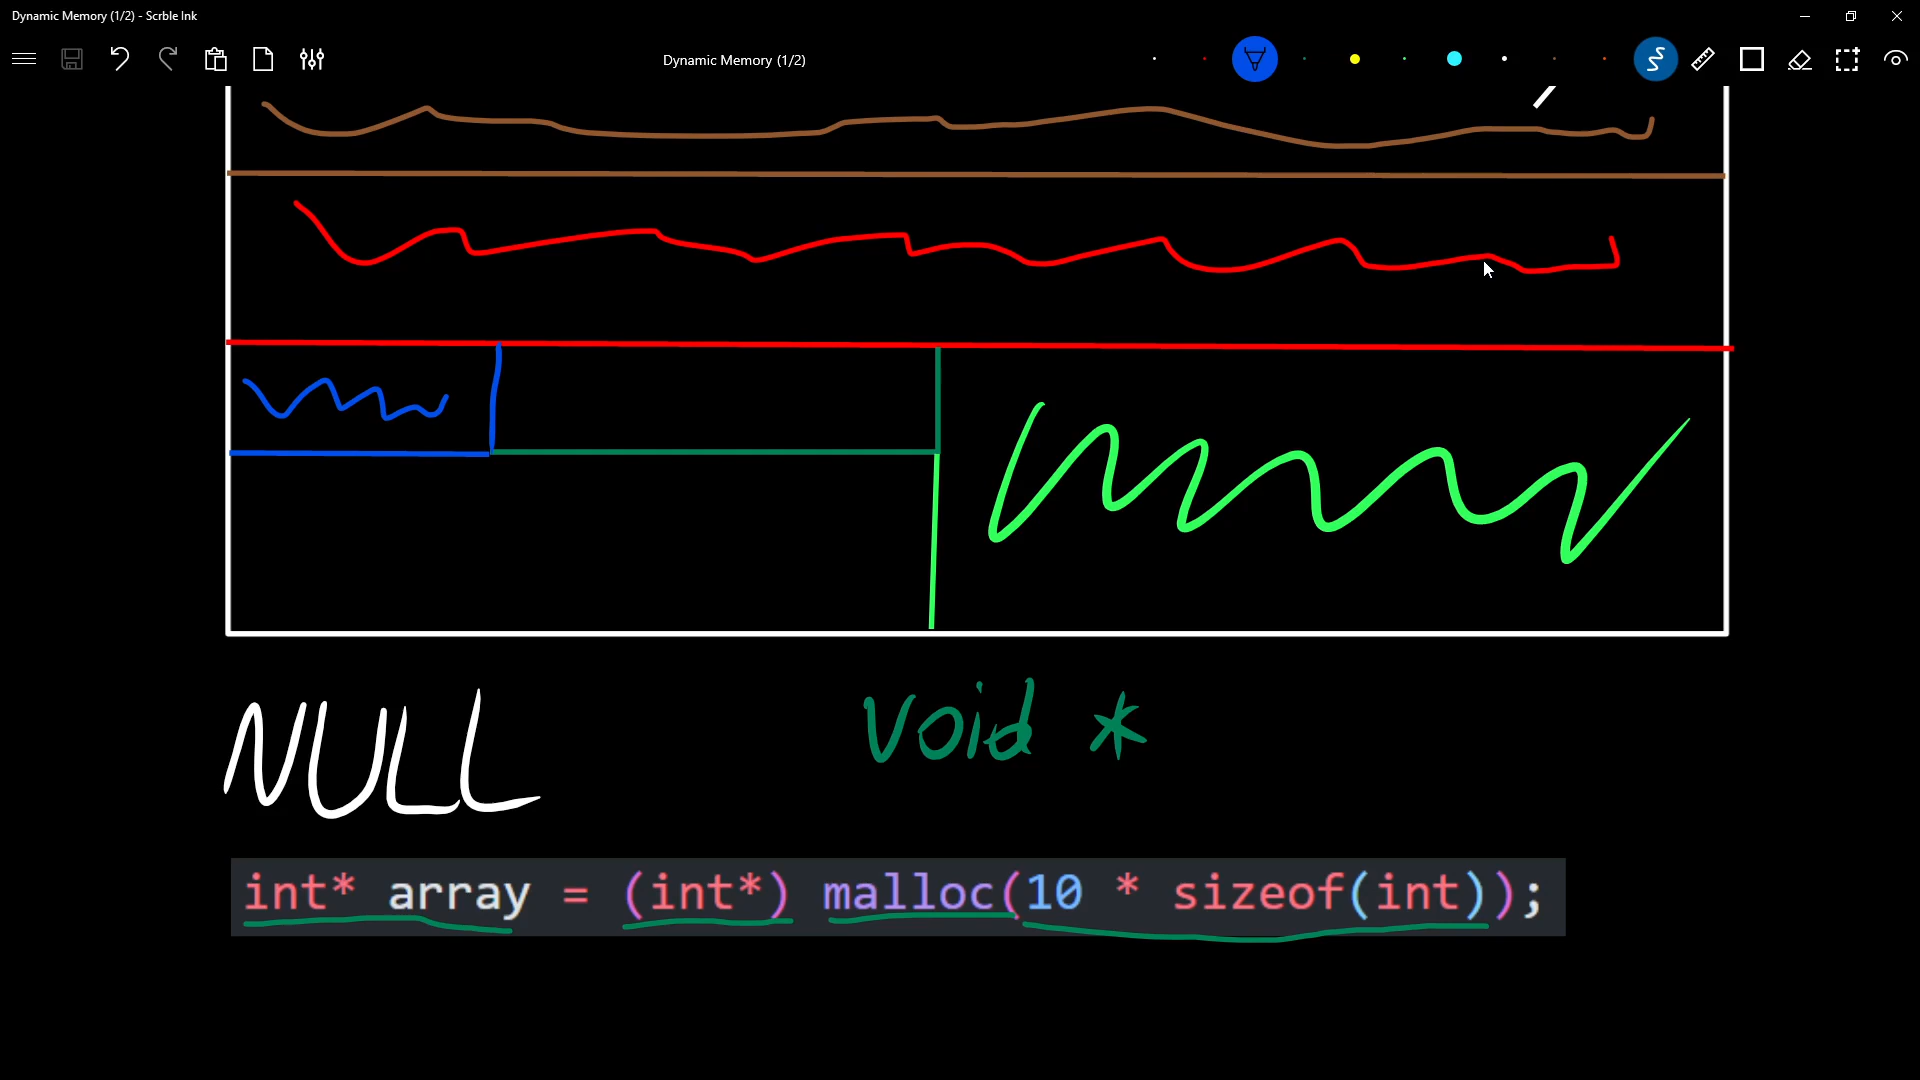 Dynamic Memory (1/2) - Scrble Ink
Dynamic Memory (1/2)
NULL
void *
int* array = (int*) malloc(10 * sizeof(int));